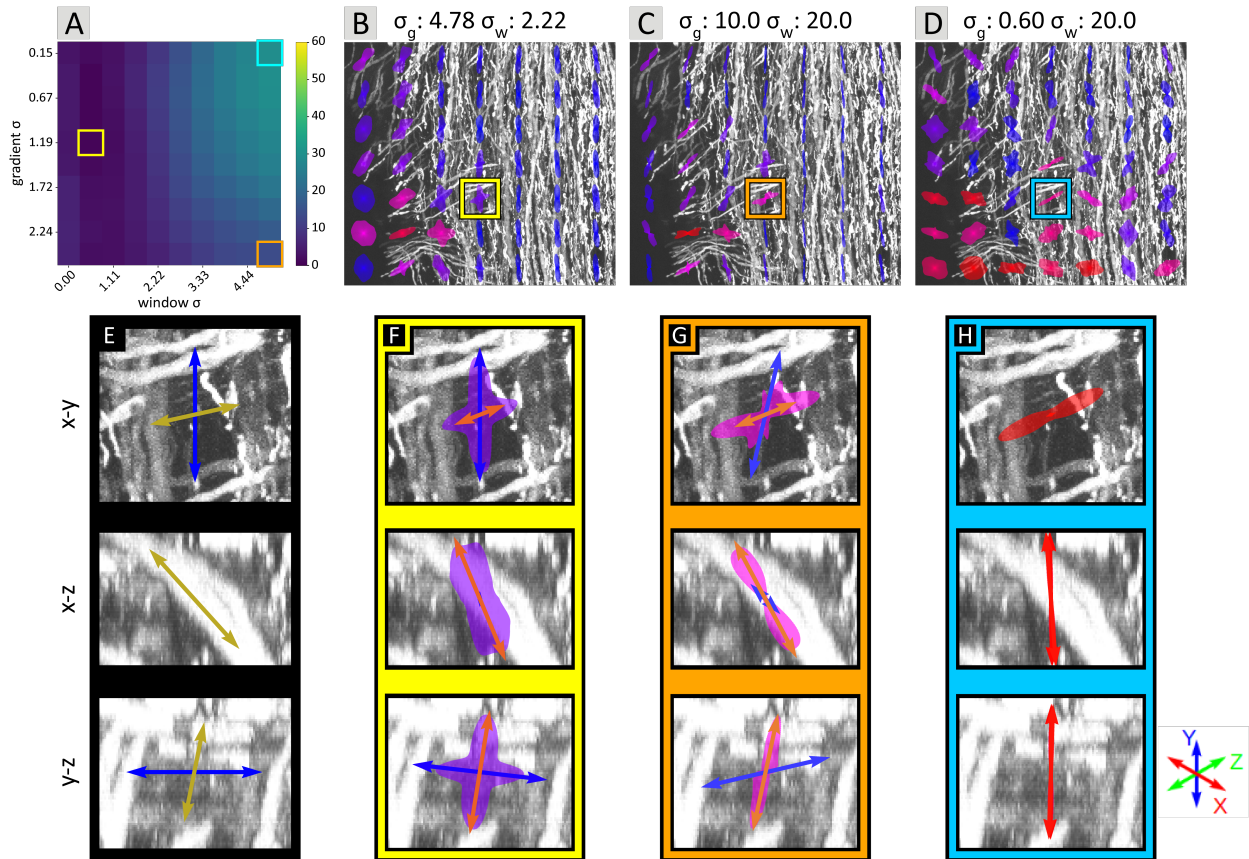 A
B
σg: 4.78 σw: 2.22
C
σg: 10.0 σw: 20.0
D
σg: 0.60 σw: 20.0
gradient σ
0.15
0.67
1.19
1.72
2.24
60
50
40
30
20
10
0
0.00
1.11
2.22
3.33
4.44
window σ
E
F
G
H
x-y
x-z
y-z
Y
Z
X